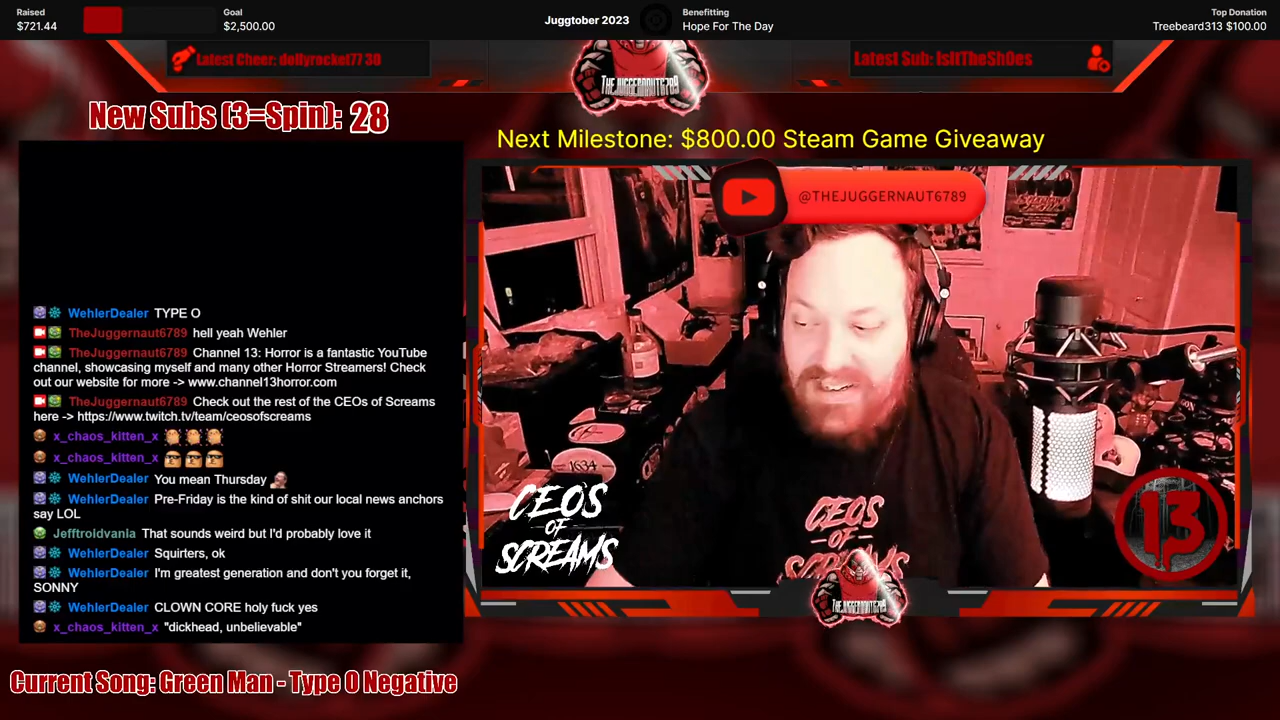 Raised
$721.44
Goal
$2,500.00
Juggtober 2023
Benefitting
Hope For The Day
Top Donation
Treebeard313 $100.00
Latest Cheer: dollyrocket77 30
Latest Sub: IsItTheSh0es
THEJUGGERNAUT6789
New Subs (3=Spin): 28
Next Milestone: $800.00 Steam Game Giveaway
@THEJUGGERNAUT6789
WehlerDealer TYPE O
TheJuggernaut6789 hell yeah Wehler
TheJuggernaut6789 Channel 13: Horror is a fantastic YouTube
channel, showcasing myself and many other Horror Streamers! Check
out our website for more -> www.channel13horror.com
TheJuggernaut6789 Check out the rest of the CEOs of Screams
here -> https://www.twitch.tv/team/ceosofscreams
x_chaos_kitten_x
x_chaos_kitten_x
WehlerDealer You mean Thursday
WehlerDealer Pre-Friday is the kind of shit our local news anchors
say LOL
Jefftroidvania That sounds weird but I'd probably love it
WehlerDealer Squirters, ok
WehlerDealer I'm greatest generation and don't you forget it,
SONNY
WehlerDealer CLOWN CORE holy fuck yes
x_chaos_kitten_x "dickhead, unbelievable"
1634
CEOS
OF
SCREAMS
CEOS
OF
SCREAMS
13
THEJUGGERNAUT6789
Current Song: Green Man - Type O Negative